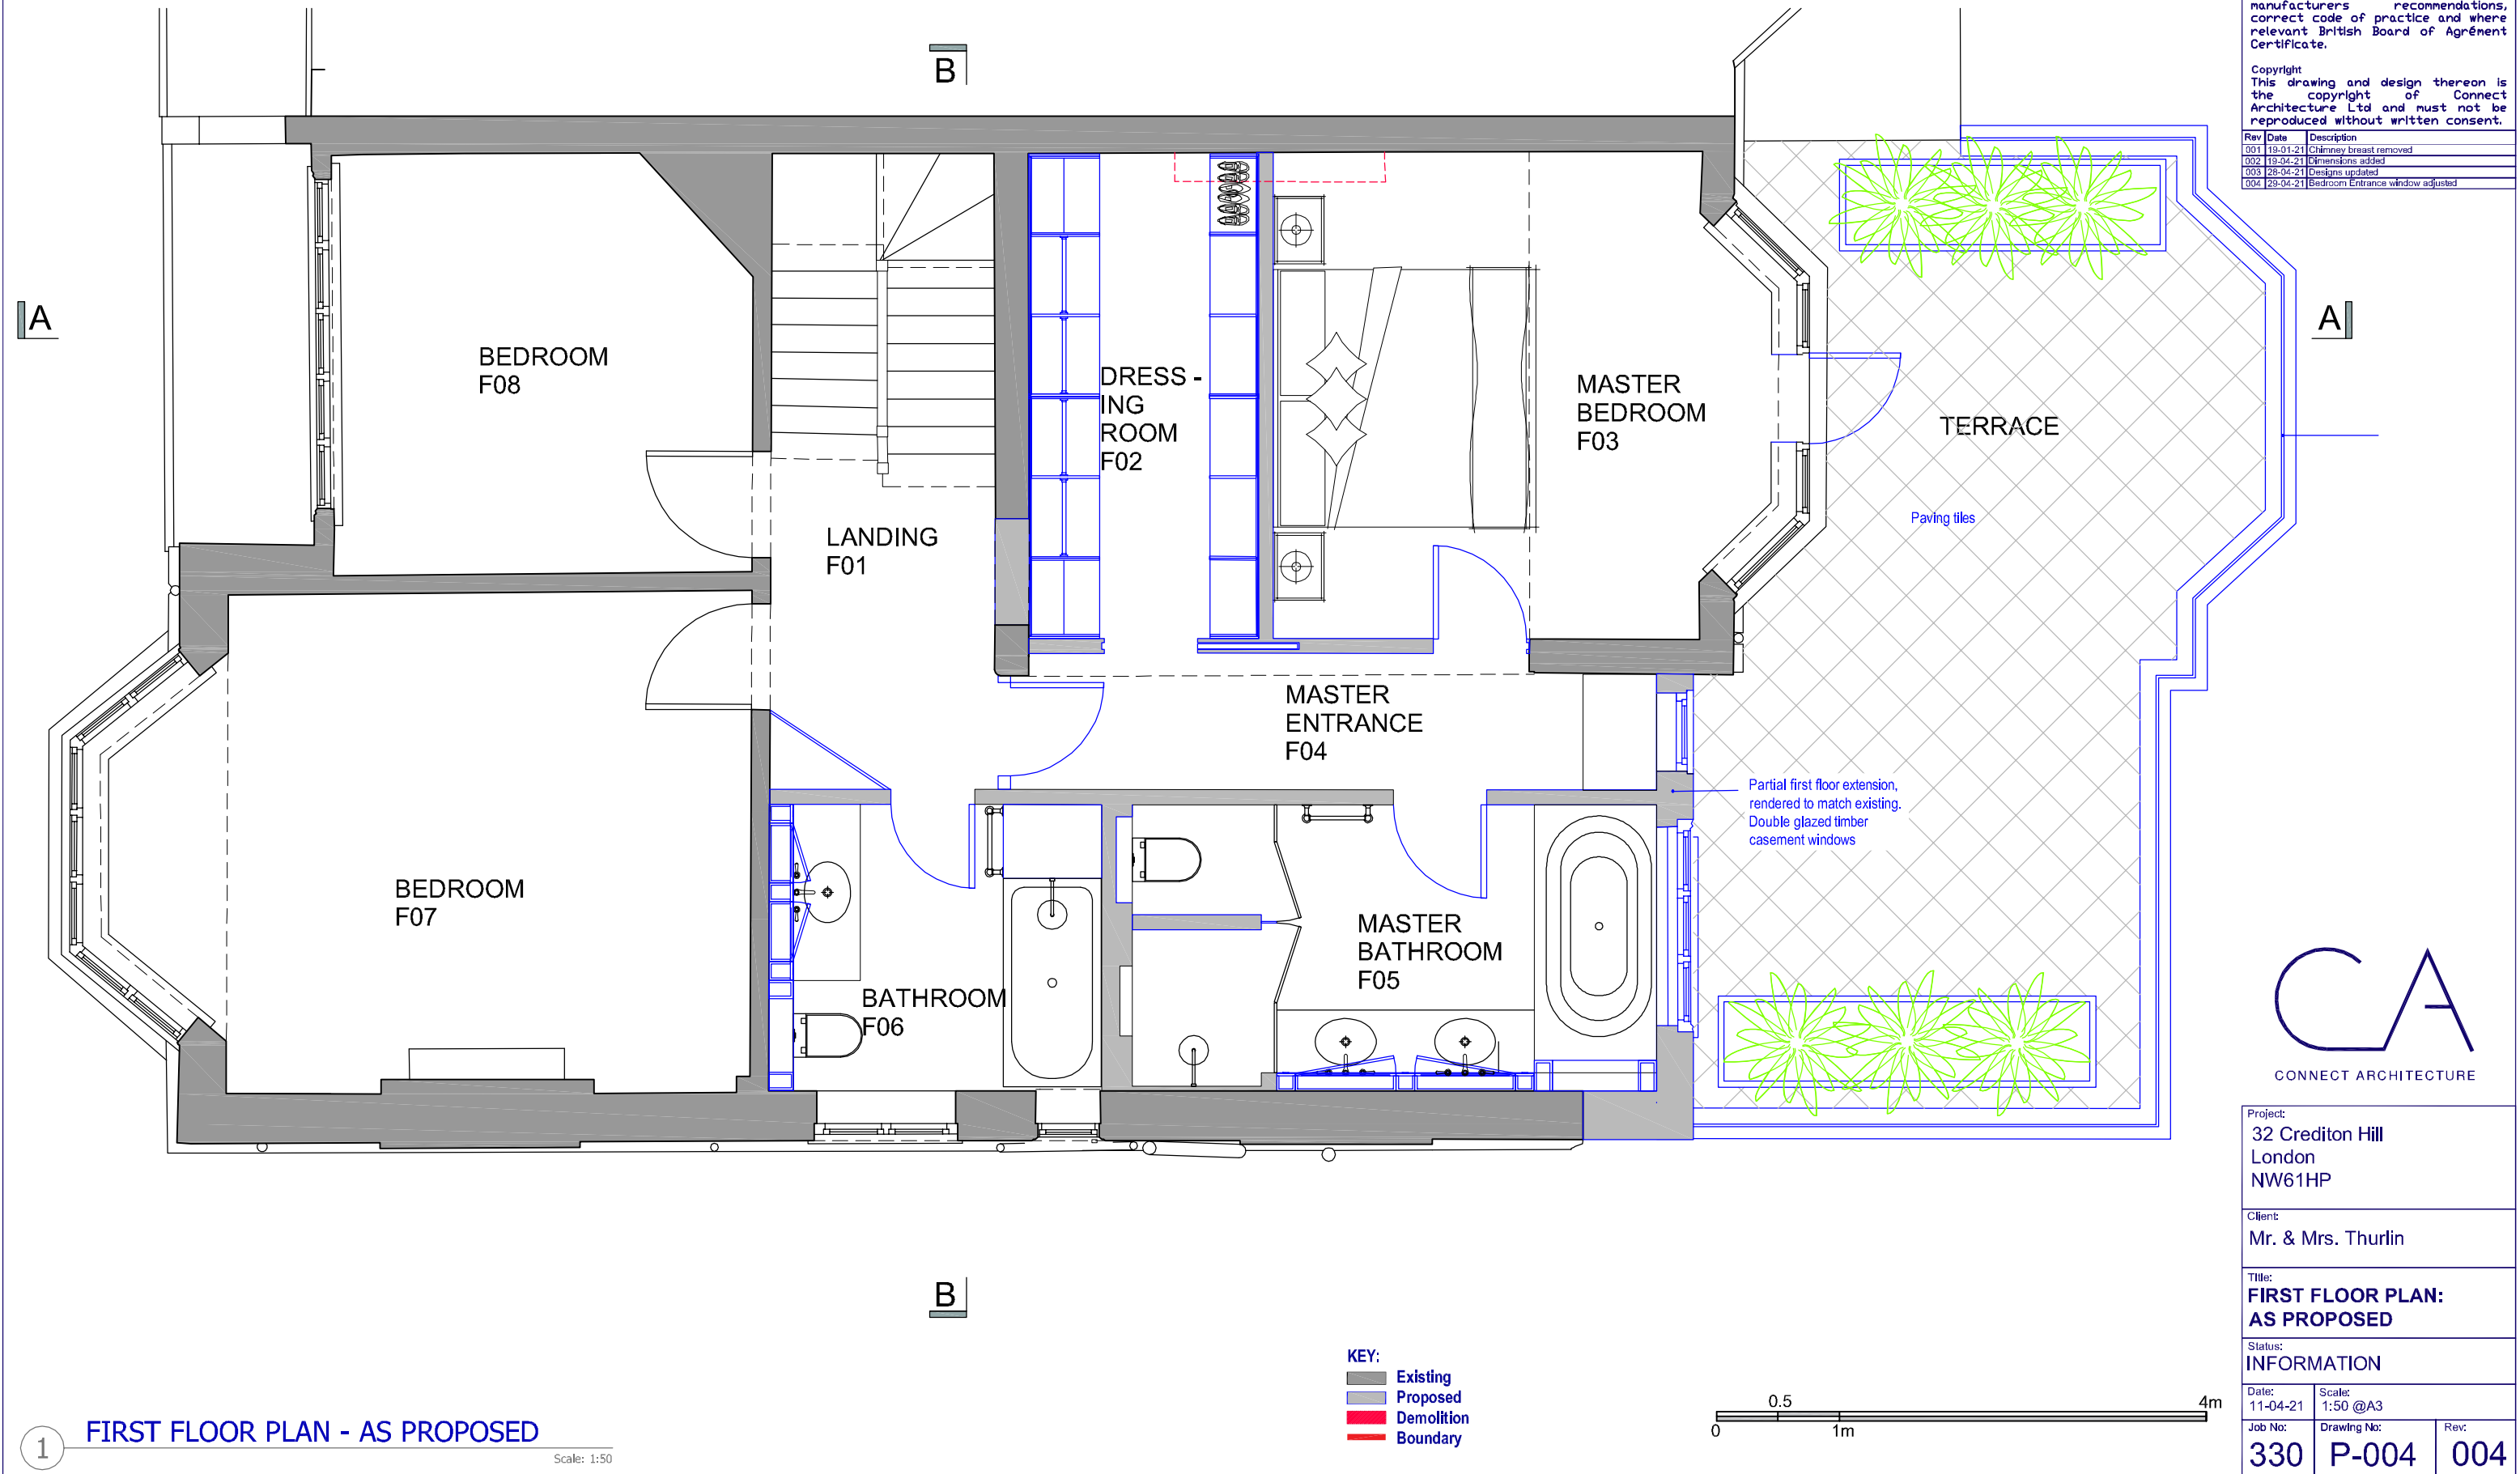 manufacturers recommendations,
correct code of practice and where
relevant British Board of Agrément
Certificate.
Copyright
This drawing and design thereon is
the copyright of Connect
Architecture Ltd and must not be
reproduced without written consent.
Rev Date Description
001 19-01-21 Chimney breast removed
002 19-04-21 Dimensions added
003 28-04-21 Designs updated
004 29-04-21 Bedroom Entrance window adjusted
B
A
A
BEDROOM
F08
DRESS -
ING
ROOM
F02
MASTER
BEDROOM
F03
TERRACE
Paving tiles
LANDING
F01
MASTER
ENTRANCE
F04
Partial first floor extension,
rendered to match existing.
Double glazed timber
casement windows
BEDROOM
F07
MASTER
BATHROOM
F05
BATHROOM
F06
CA
CONNECT ARCHITECTURE
Project:
32 Crediton Hill
London
NW61HP
Client:
Mr. & Mrs. Thurlin
Title:
FIRST FLOOR PLAN:
AS PROPOSED
Status:
INFORMATION
Date:
11-04-21
Scale:
1:50 @A3
Job No:
330
Drawing No:
P-004
Rev:
004
B
KEY:
Existing
Proposed
Demolition
Boundary
0.5
4m
0
1m
1
FIRST FLOOR PLAN - AS PROPOSED
Scale: 1:50